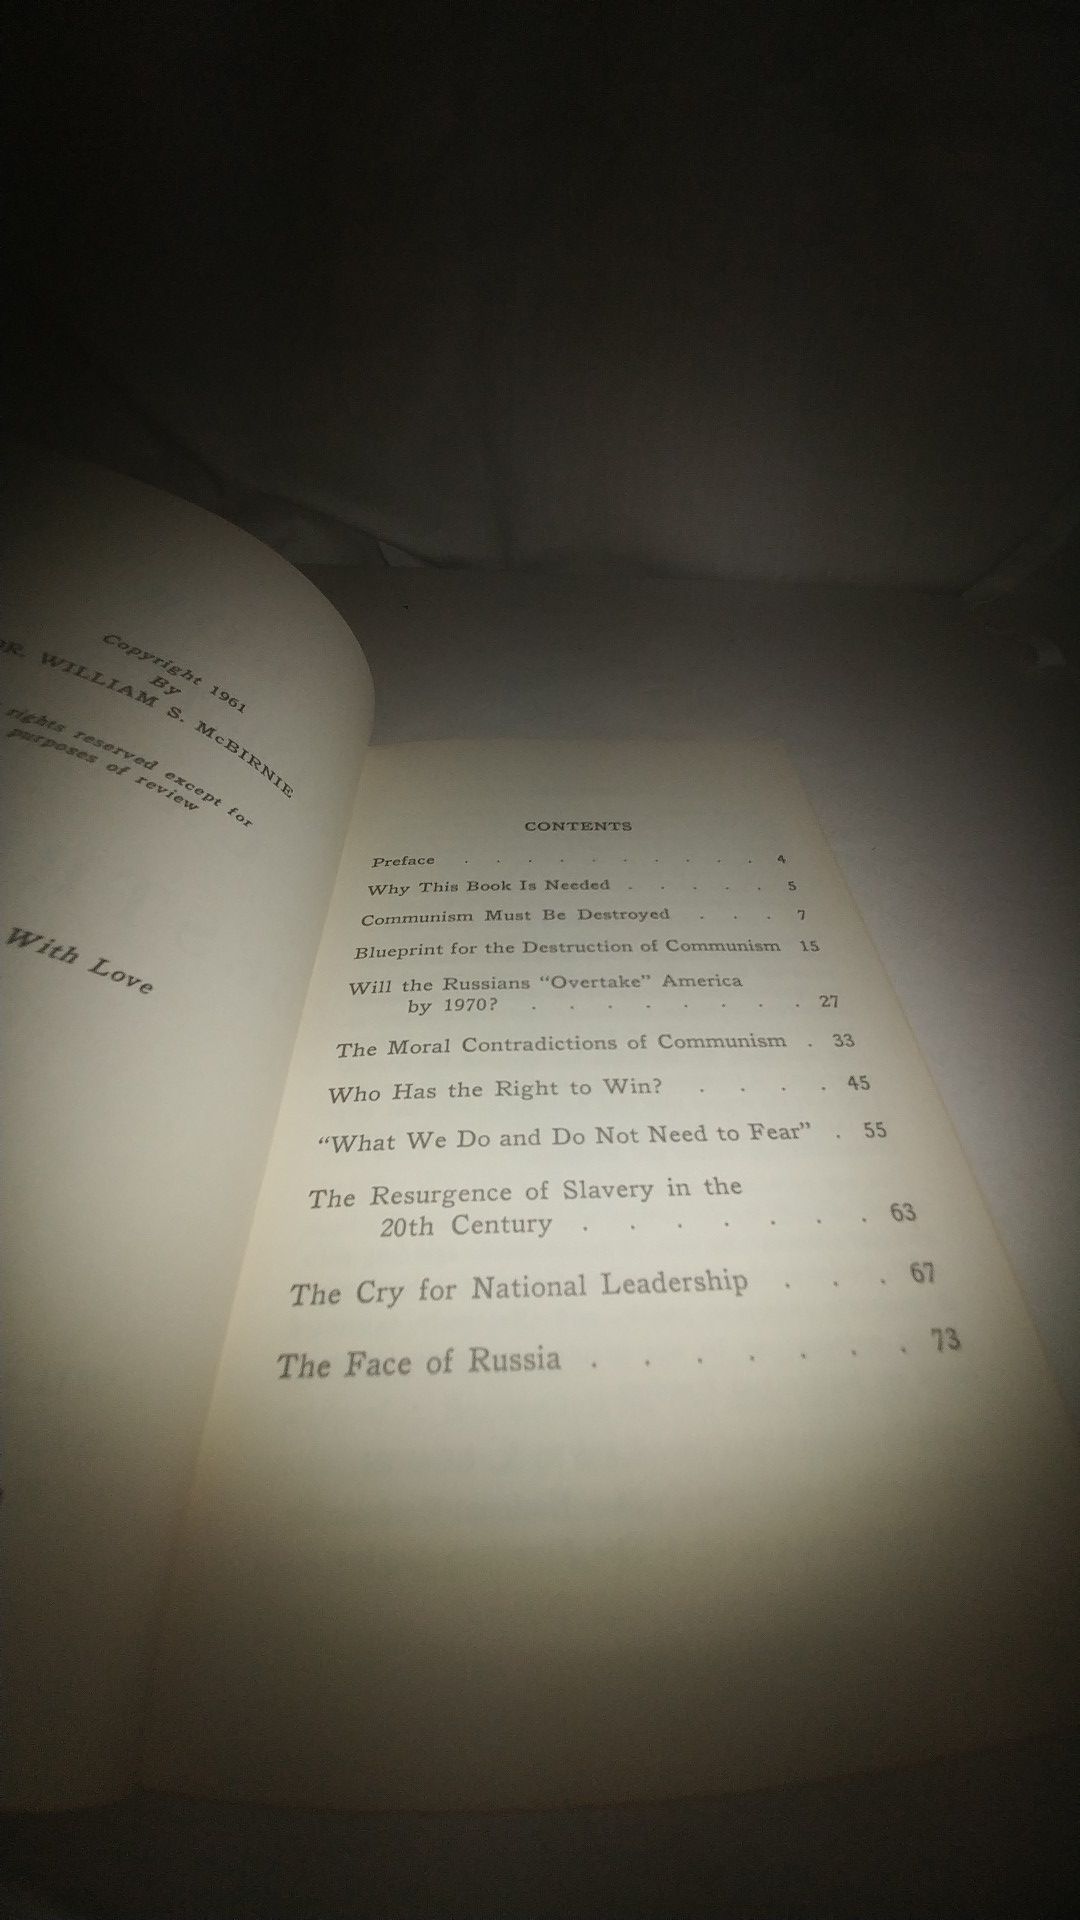 Copyright 1961
By
DR. WILLIAM S. McBIRNIE
rights reserved except for
purposes of review
With Love
CONTENTS
Preface . . . . . . . . . . 4
Why This Book Is Needed . . . . . 5
Communism Must Be Destroyed . . . 7
Blueprint for the Destruction of Communism 15
Will the Russians “Overtake” America
by 1970? . . . . . . . . 27
The Moral Contradictions of Communism . 33
Who Has the Right to Win? . . . . 45
“What We Do and Do Not Need to Fear” . 55
The Resurgence of Slavery in the
20th Century . . . . . . . 63
The Cry for National Leadership . . . 67
The Face of Russia . . . . . . . 73